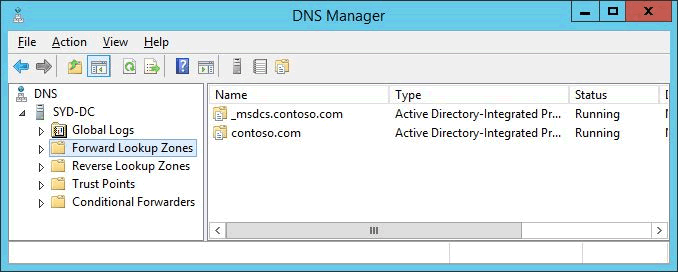 DNS Manager
File Action View Help
DNS
SYD-DC
Global Logs
Forward Lookup Zones
Reverse Lookup Zones
Trust Points
Conditional Forwarders
Name Type Status
_msdcs.contoso.com Active Directory-Integrated Pr... Running
contoso.com Active Directory-Integrated Pr... Running